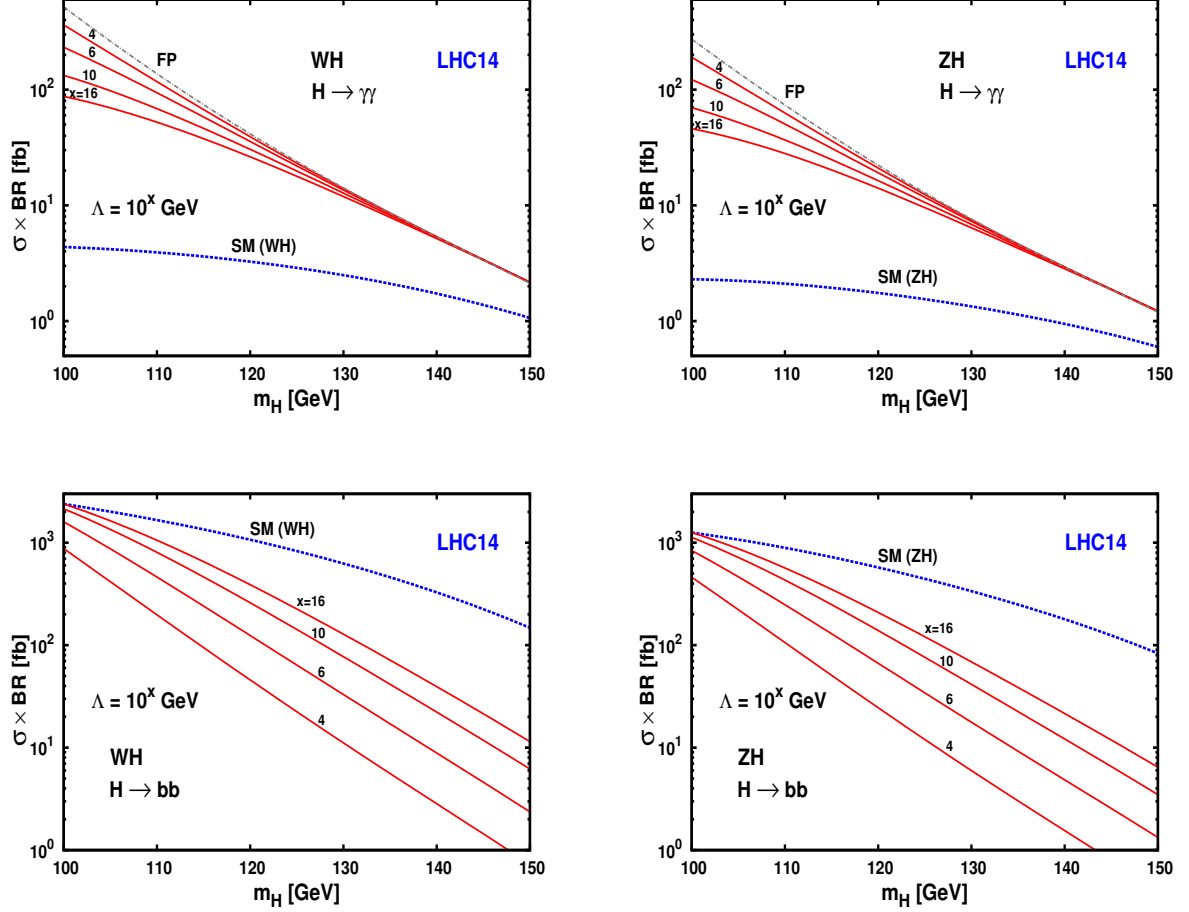 σ × BR [fb]
10^2
10^1
10^0
4
6
10
x=16
FP
WH
H → γγ
LHC14
Λ = 10^x GeV
SM (WH)
100 110 120 130 140 150
m_H [GeV]
σ × BR [fb]
10^2
10^1
10^0
4
6
10
x=16
FP
ZH
H → γγ
LHC14
Λ = 10^x GeV
SM (ZH)
100 110 120 130 140 150
m_H [GeV]
σ × BR [fb]
10^3
10^2
10^1
10^0
SM (WH)
LHC14
x=16
10
6
4
Λ = 10^x GeV
WH
H → bb
100 110 120 130 140 150
m_H [GeV]
σ × BR [fb]
10^3
10^2
10^1
10^0
SM (ZH)
LHC14
x=16
10
6
4
Λ = 10^x GeV
ZH
H → bb
100 110 120 130 140 150
m_H [GeV]